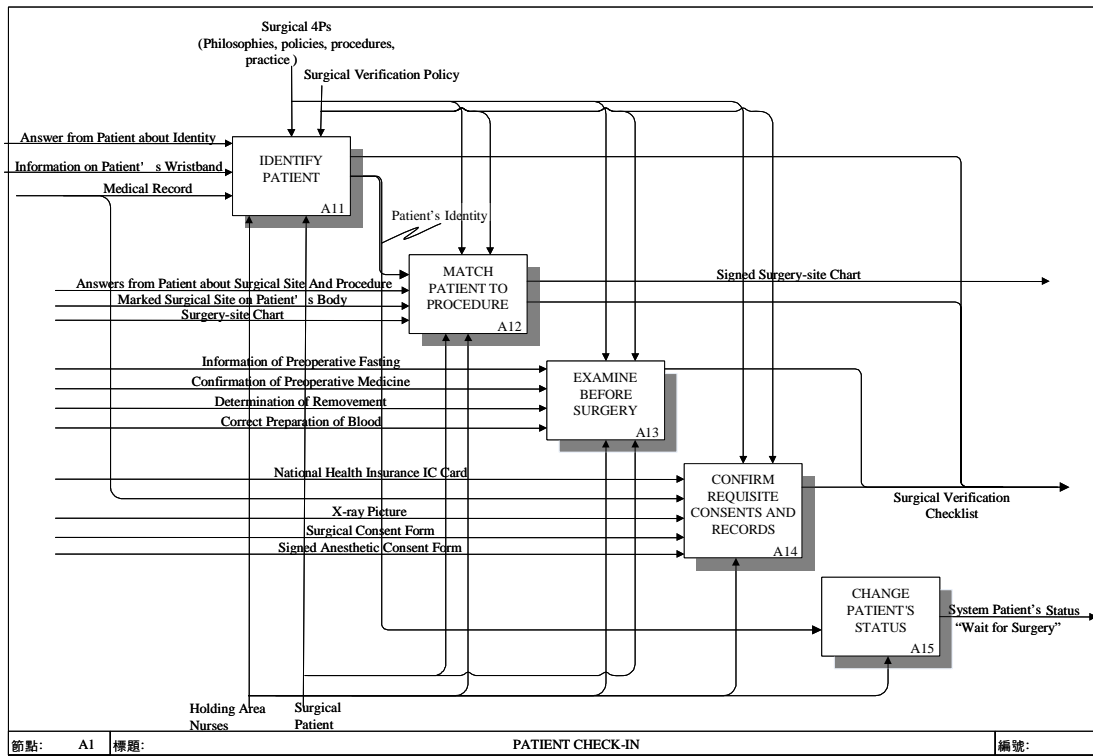 Surgical 4Ps
(Philosophies, policies, procedures,
practice )
Surgical Verification Policy
Answer from Patient about Identity
Information on Patient' s Wristband
Medical Record
IDENTIFY
PATIENT
A11
Patient's Identity
MATCH
PATIENT TO
PROCEDURE
A12
Answers from Patient about Surgical Site And Procedure
Marked Surgical Site on Patient' s Body
Surgery-site Chart
Signed Surgery-site Chart
Information of Preoperative Fasting
Confirmation of Preoperative Medicine
Determination of Removement
Correct Preparation of Blood
EXAMINE
BEFORE
SURGERY
A13
National Health Insurance IC Card
X-ray Picture
Surgical Consent Form
Signed Anesthetic Consent Form
CONFIRM
REQUISITE
CONSENTS AND
RECORDS
A14
Surgical Verification
Checklist
CHANGE
PATIENT'S
STATUS
A15
System Patient's Status
“Wait for Surgery”
Holding Area
Nurses
Surgical
Patient
節點: A1 標題: PATIENT CHECK-IN 編號: